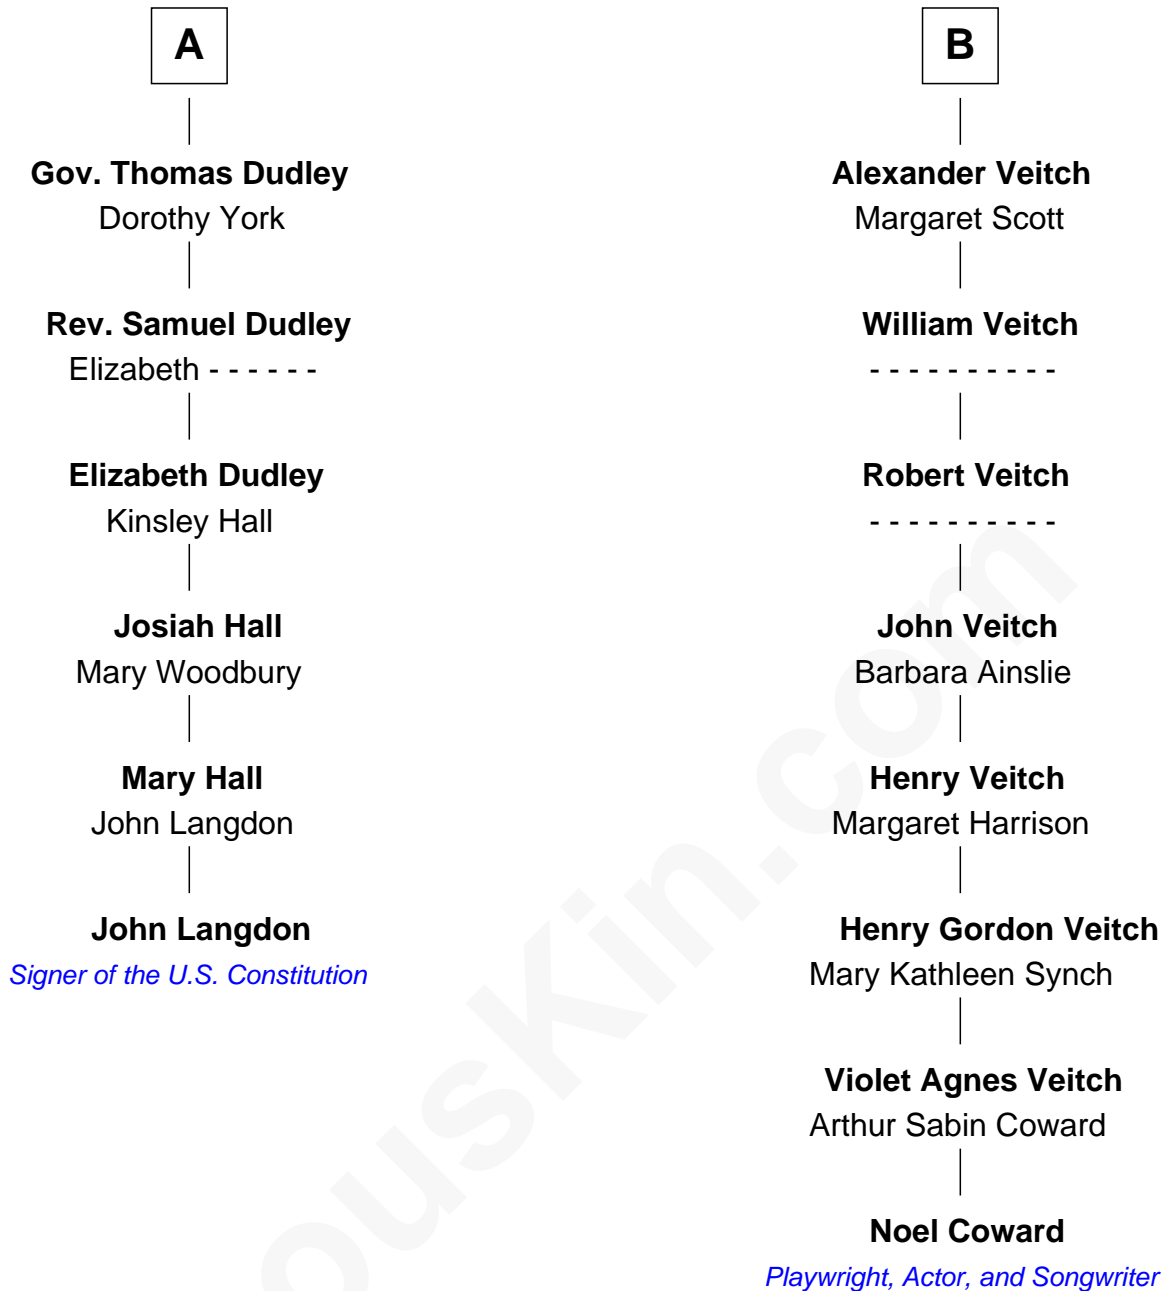 A
Gov. Thomas Dudley
Dorothy York
Rev. Samuel Dudley
Elizabeth - - - - - -
Elizabeth Dudley
Kinsley Hall
Josiah Hall
Mary Woodbury
Mary Hall
John Langdon
John Langdon
Signer of the U.S. Constitution
B
Alexander Veitch
Margaret Scott
William Veitch
- - - - - - - - - -
Robert Veitch
- - - - - - - - - -
John Veitch
Barbara Ainslie
Henry Veitch
Margaret Harrison
Henry Gordon Veitch
Mary Kathleen Synch
Violet Agnes Veitch
Arthur Sabin Coward
Noel Coward
Playwright, Actor, and Songwriter
ousKin.com